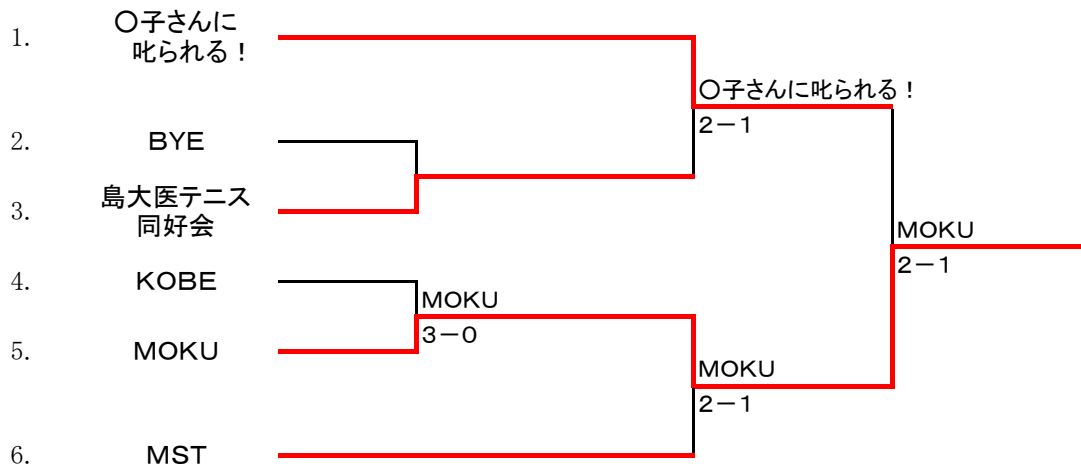 1.
〇子さんに
叱られる！
〇子さんに叱られる！
2－1
2.
BYE
3.
島大医テニス
同好会
MOKU
2－1
4.
KOBE
MOKU
3－0
5.
MOKU
MOKU
2－1
6.
MST